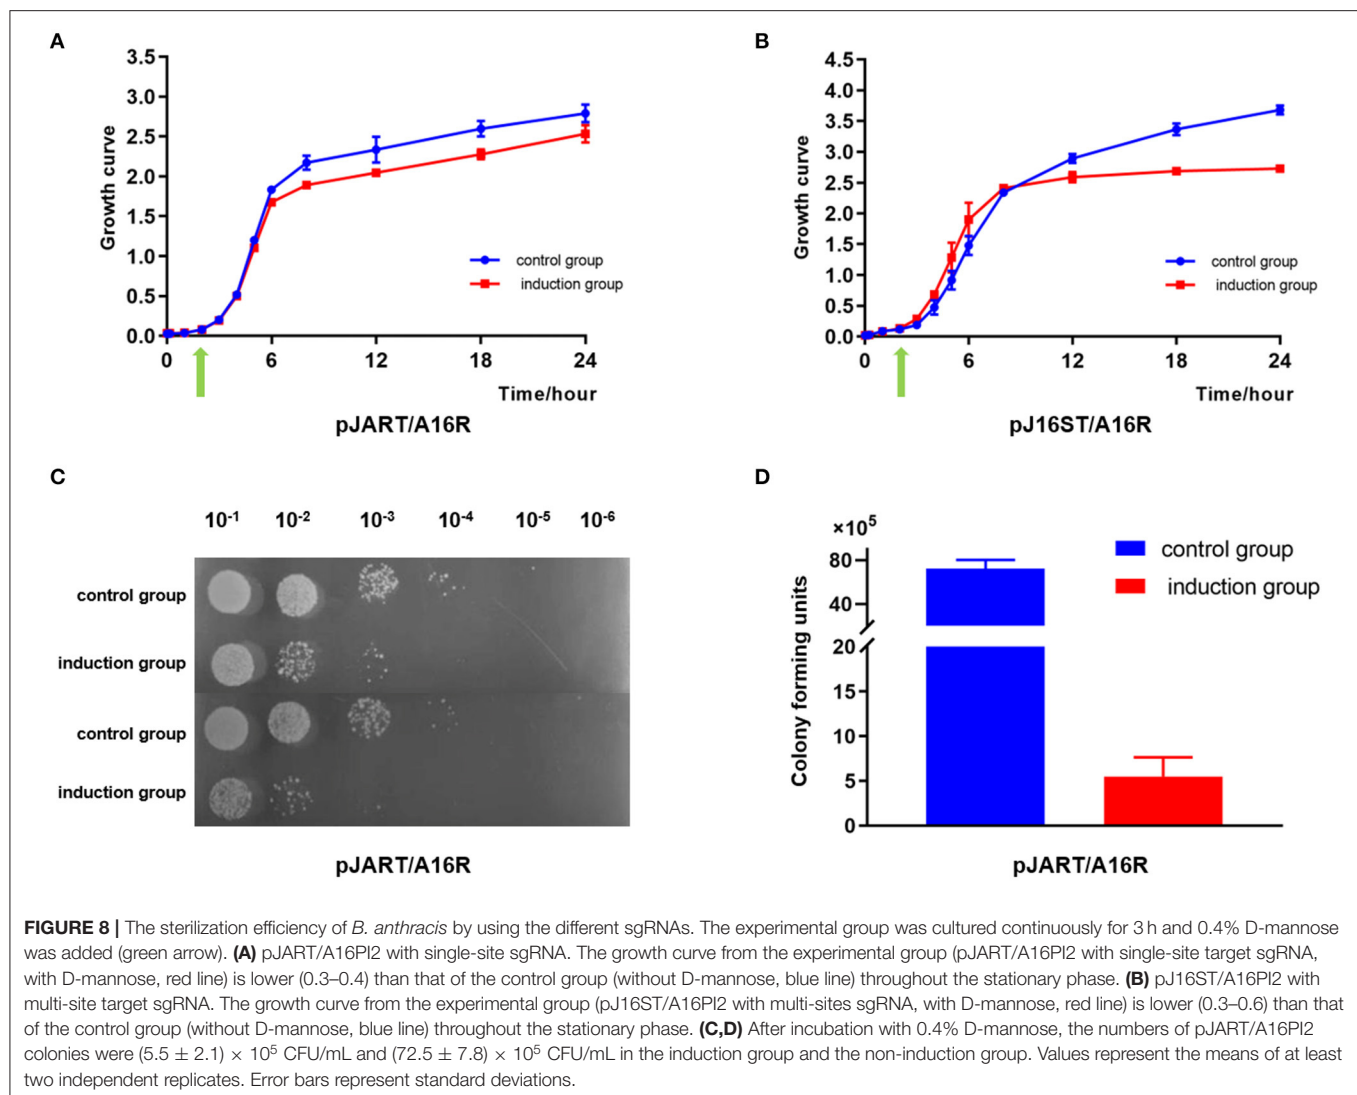 A
3.5
3.0
2.5
2.0
1.5
1.0
0.5
0.0
Growth curve
control group
induction group
0 6 12 18 24
Time/hour
pJART/A16R
B
4.5
4.0
3.5
3.0
2.5
2.0
1.5
1.0
0.5
0.0
Growth curve
control group
induction group
0 6 12 18 24
Time/hour
pJ16ST/A16R
C
10⁻¹ 10⁻² 10⁻³ 10⁻⁴ 10⁻⁵ 10⁻⁶
control group
induction group
control group
induction group
pJART/A16R
D
×10⁵
80
40
20
15
10
5
0
Colony forming units
control group
induction group
pJART/A16R
FIGURE 8 | The sterilization efficiency of B. anthracis by using the different sgRNAs. The experimental group was cultured continuously for 3 h and 0.4% D-mannose
was added (green arrow). (A) pJART/A16PI2 with single-site sgRNA. The growth curve from the experimental group (pJART/A16PI2 with single-site target sgRNA,
with D-mannose, red line) is lower (0.3–0.4) than that of the control group (without D-mannose, blue line) throughout the stationary phase. (B) pJ16ST/A16PI2 with
multi-site target sgRNA. The growth curve from the experimental group (pJ16ST/A16PI2 with multi-sites sgRNA, with D-mannose, red line) is lower (0.3–0.6) than that
of the control group (without D-mannose, blue line) throughout the stationary phase. (C,D) After incubation with 0.4% D-mannose, the numbers of pJART/A16PI2
colonies were (5.5 ± 2.1) × 10⁵ CFU/mL and (72.5 ± 7.8) × 10⁵ CFU/mL in the induction group and the non-induction group. Values represent the means of at least
two independent replicates. Error bars represent standard deviations.